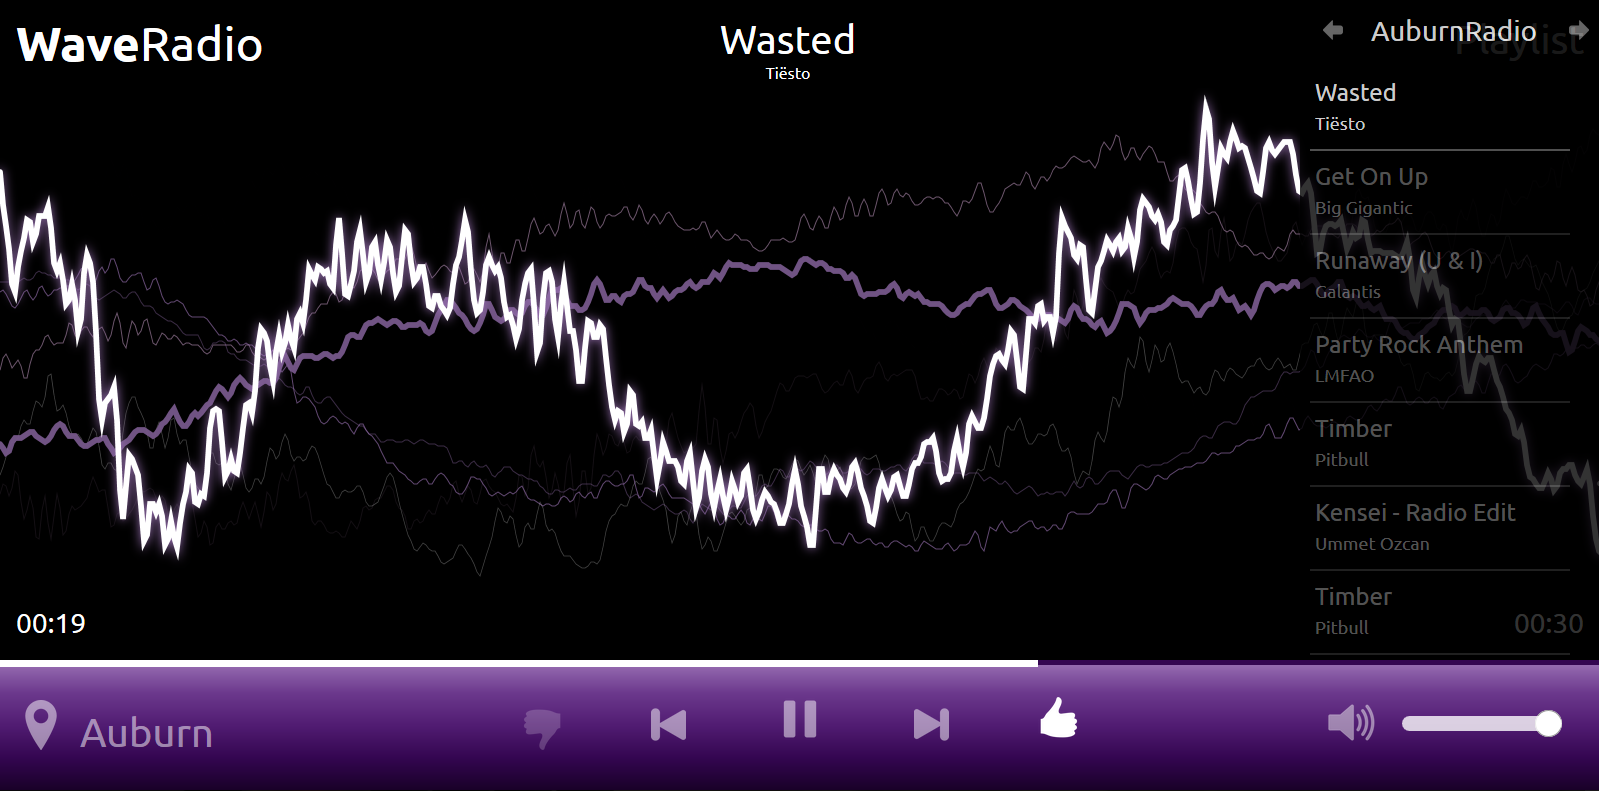 WaveRadio
Wasted
Tiësto
00:19
Playlist
AuburnRadio
Wasted
Tiësto
Get On Up
Big Gigantic
Runaway (U & I)
Galantis
Party Rock Anthem
LMFAO
Timber
Pitbull
Kensei - Radio Edit
Ummet Ozcan
Timber
Pitbull
00:30
Auburn